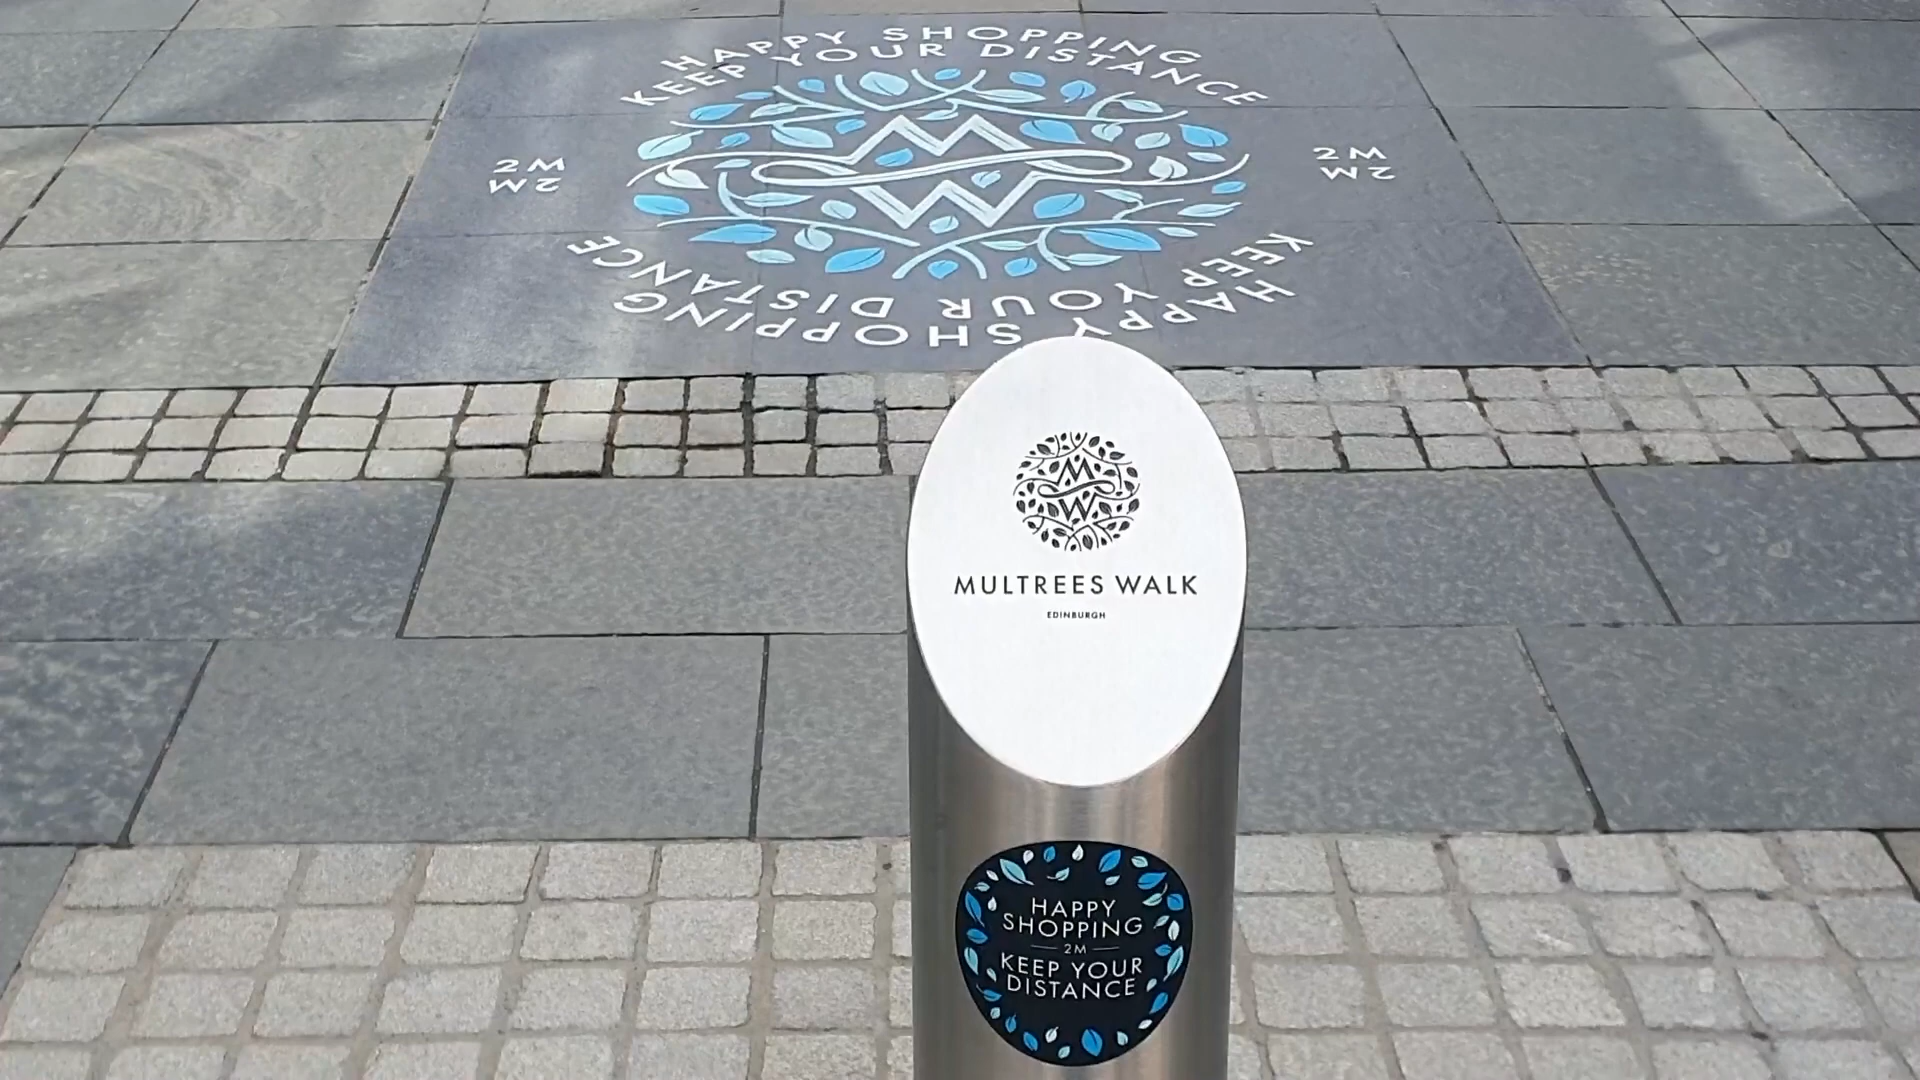 HAPPY SHOPPING
KEEP YOUR DISTANCE
2M
2M
2M
2M
MW
KEEP YOUR DISTANCE
HAPPY SHOPPING
MW
MULTREES WALK
EDINBURGH
HAPPY
SHOPPING
2M
KEEP YOUR
DISTANCE